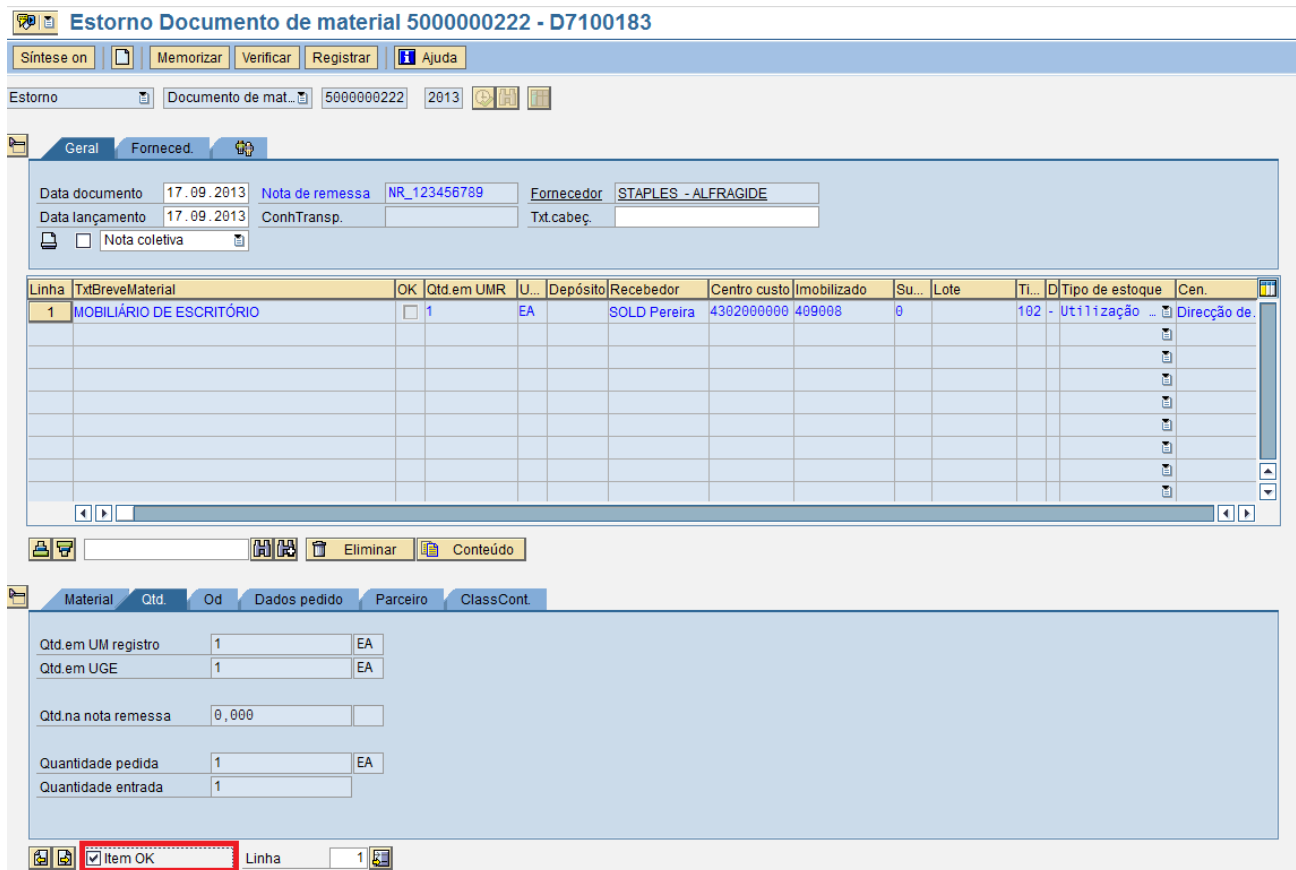 Estorno Documento de material 5000000222 - D7100183
Síntese on Memorizar Verificar Registrar Ajuda
Estorno Documento de mat... 5000000222 2013
Geral Forneced.
Data documento 17.09.2013 Nota de remessa NR_123456789 Fornecedor STAPLES - ALFRAGIDE
Data lançamento 17.09.2013 ConhTransp. Txt.cabeç.
Nota coletiva
Linha TxtBreveMaterial OK Qtd.em UMR U... Depósito Recebedor Centro custo Imobilizado Su... Lote Ti... D Tipo de estoque Cen.
1 MOBILIÁRIO DE ESCRITÓRIO 1 EA SOLD Pereira 4302000000 409008 0 102 - Utilização ... Direcção de.
Eliminar Conteúdo
Material Qtd. Od Dados pedido Parceiro ClassCont.
Qtd.em UM registro 1 EA
Qtd.em UGE 1 EA
Qtd.na nota remessa 0,000
Quantidade pedida 1 EA
Quantidade entrada 1
Item OK Linha 1